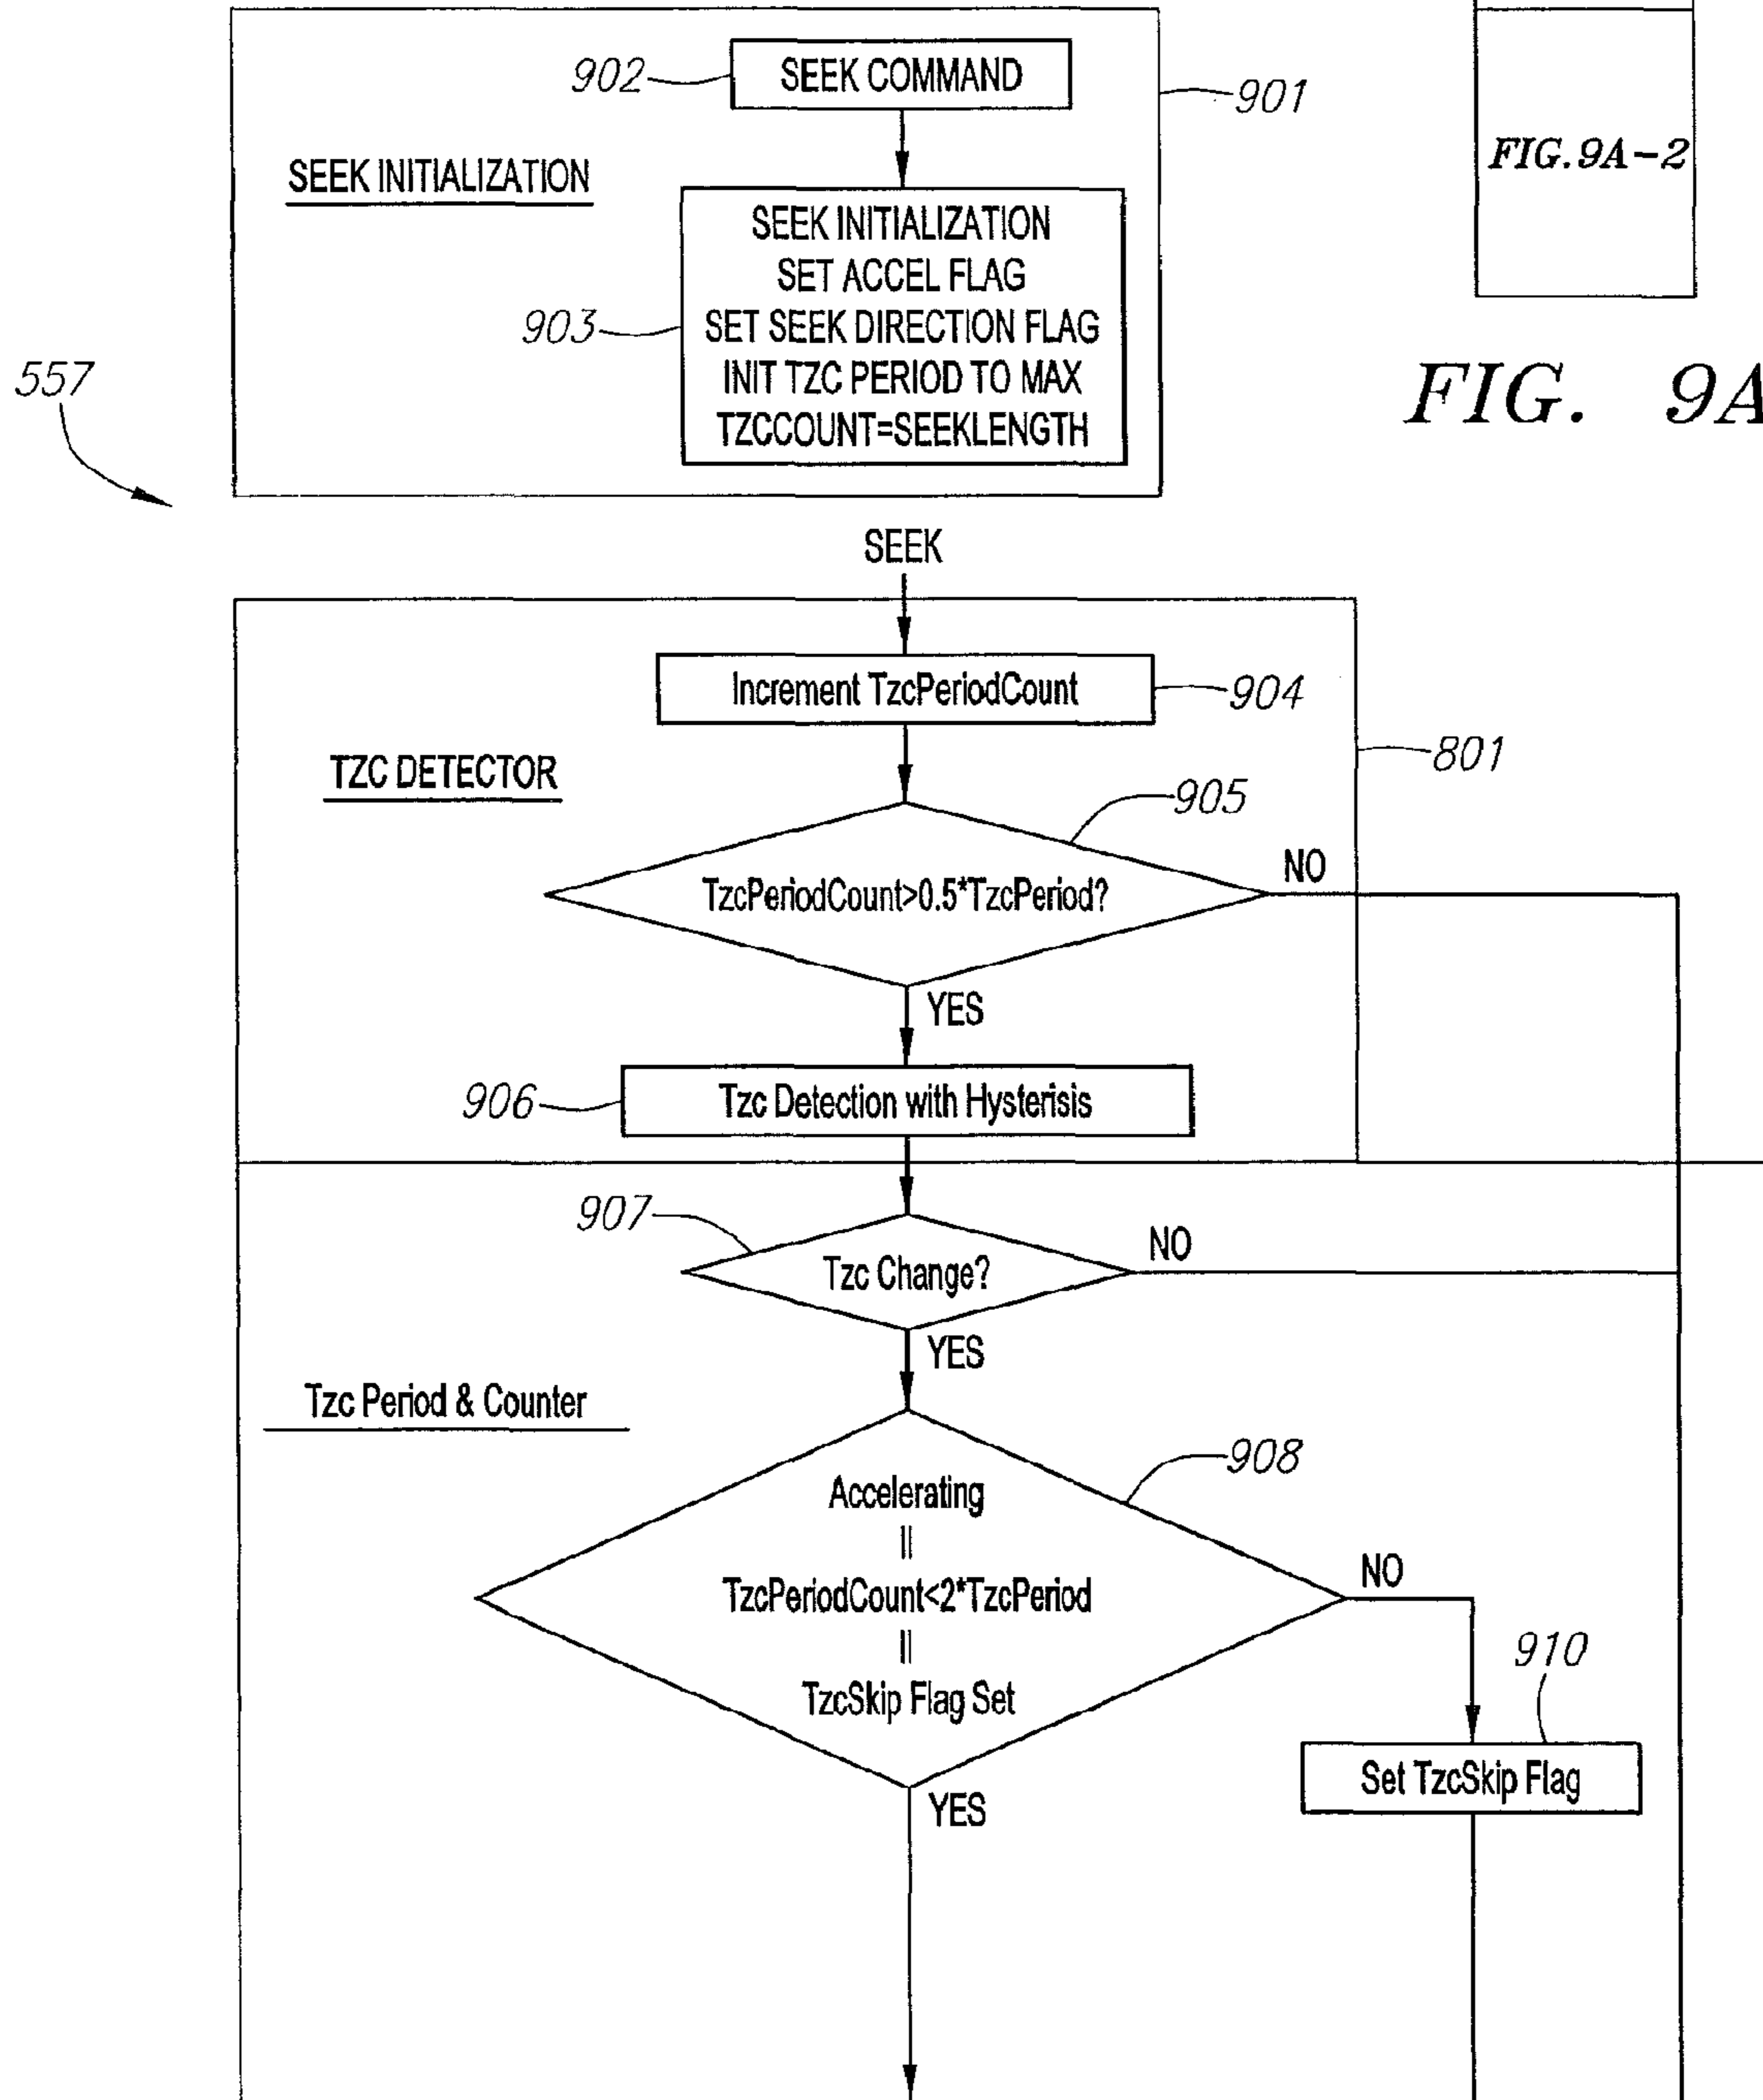 902
SEEK COMMAND
901
SEEK INITIALIZATION
903
SEEK INITIALIZATION
SET ACCEL FLAG
SET SEEK DIRECTION FLAG
INIT TZC PERIOD TO MAX
TZCCOUNT=SEEKLENGTH
FIG.9A-2
FIG. 9A
557
SEEK
Increment TzcPeriodCount
904
TZC DETECTOR
801
905
TzcPeriodCount>0.5*TzcPeriod?
NO
YES
906
Tzc Detection with Hysterisis
907
Tzc Change?
NO
YES
Tzc Period & Counter
908
Accelerating
||
TzcPeriodCount<2*TzcPeriod
||
TzcSkip Flag Set
NO
910
Set TzcSkip Flag
YES